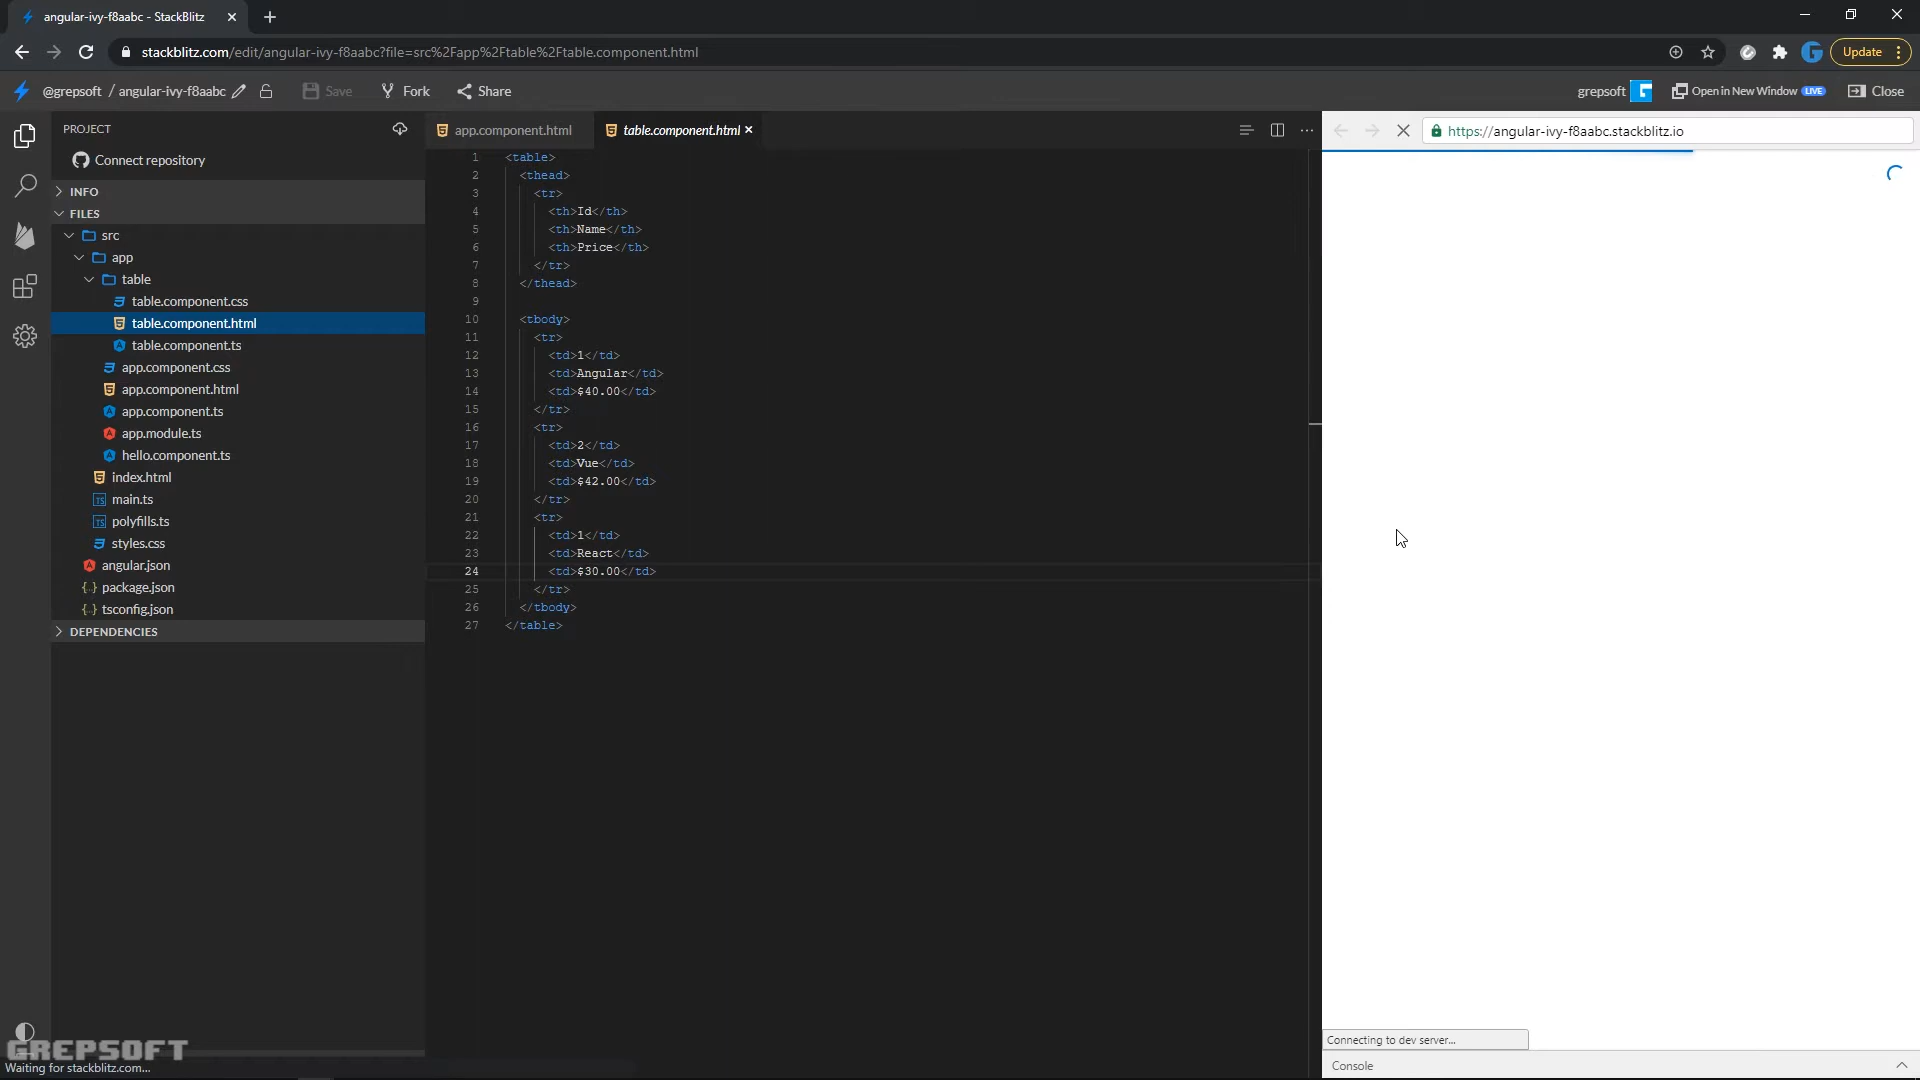 angular-ivy-f8aabc - StackBlitz
stackblitz.com/edit/angular-ivy-f8aabc?file=src%2Fapp%2Ftable%2Ftable.component.html
Update
@grepsoft / angular-ivy-f8aabc
Save
Fork
Share
grepsoft
Open in New Window LIVE
Close
PROJECT
Connect repository
INFO
FILES
src
app
table
table.component.css
table.component.html
table.component.ts
app.component.css
app.component.html
app.component.ts
app.module.ts
hello.component.ts
index.html
TS main.ts
TS polyfills.ts
styles.css
angular.json
{..} package.json
{..} tsconfig.json
DEPENDENCIES
GREPSOFT
Waiting for stackblitz.com...
app.component.html
table.component.html
1 <table>
2 <thead>
3 <tr>
4 <th>Id</th>
5 <th>Name</th>
6 <th>Price</th>
7 </tr>
8 </thead>
9
10 <tbody>
11 <tr>
12 <td>1</td>
13 <td>Angular</td>
14 <td>$40.00</td>
15 </tr>
16 <tr>
17 <td>2</td>
18 <td>Vue</td>
19 <td>$42.00</td>
20 </tr>
21 <tr>
22 <td>1</td>
23 <td>React</td>
24 <td>$30.00</td>
25 </tr>
26 </tbody>
27 </table>
https://angular-ivy-f8aabc.stackblitz.io
Connecting to dev server...
Console